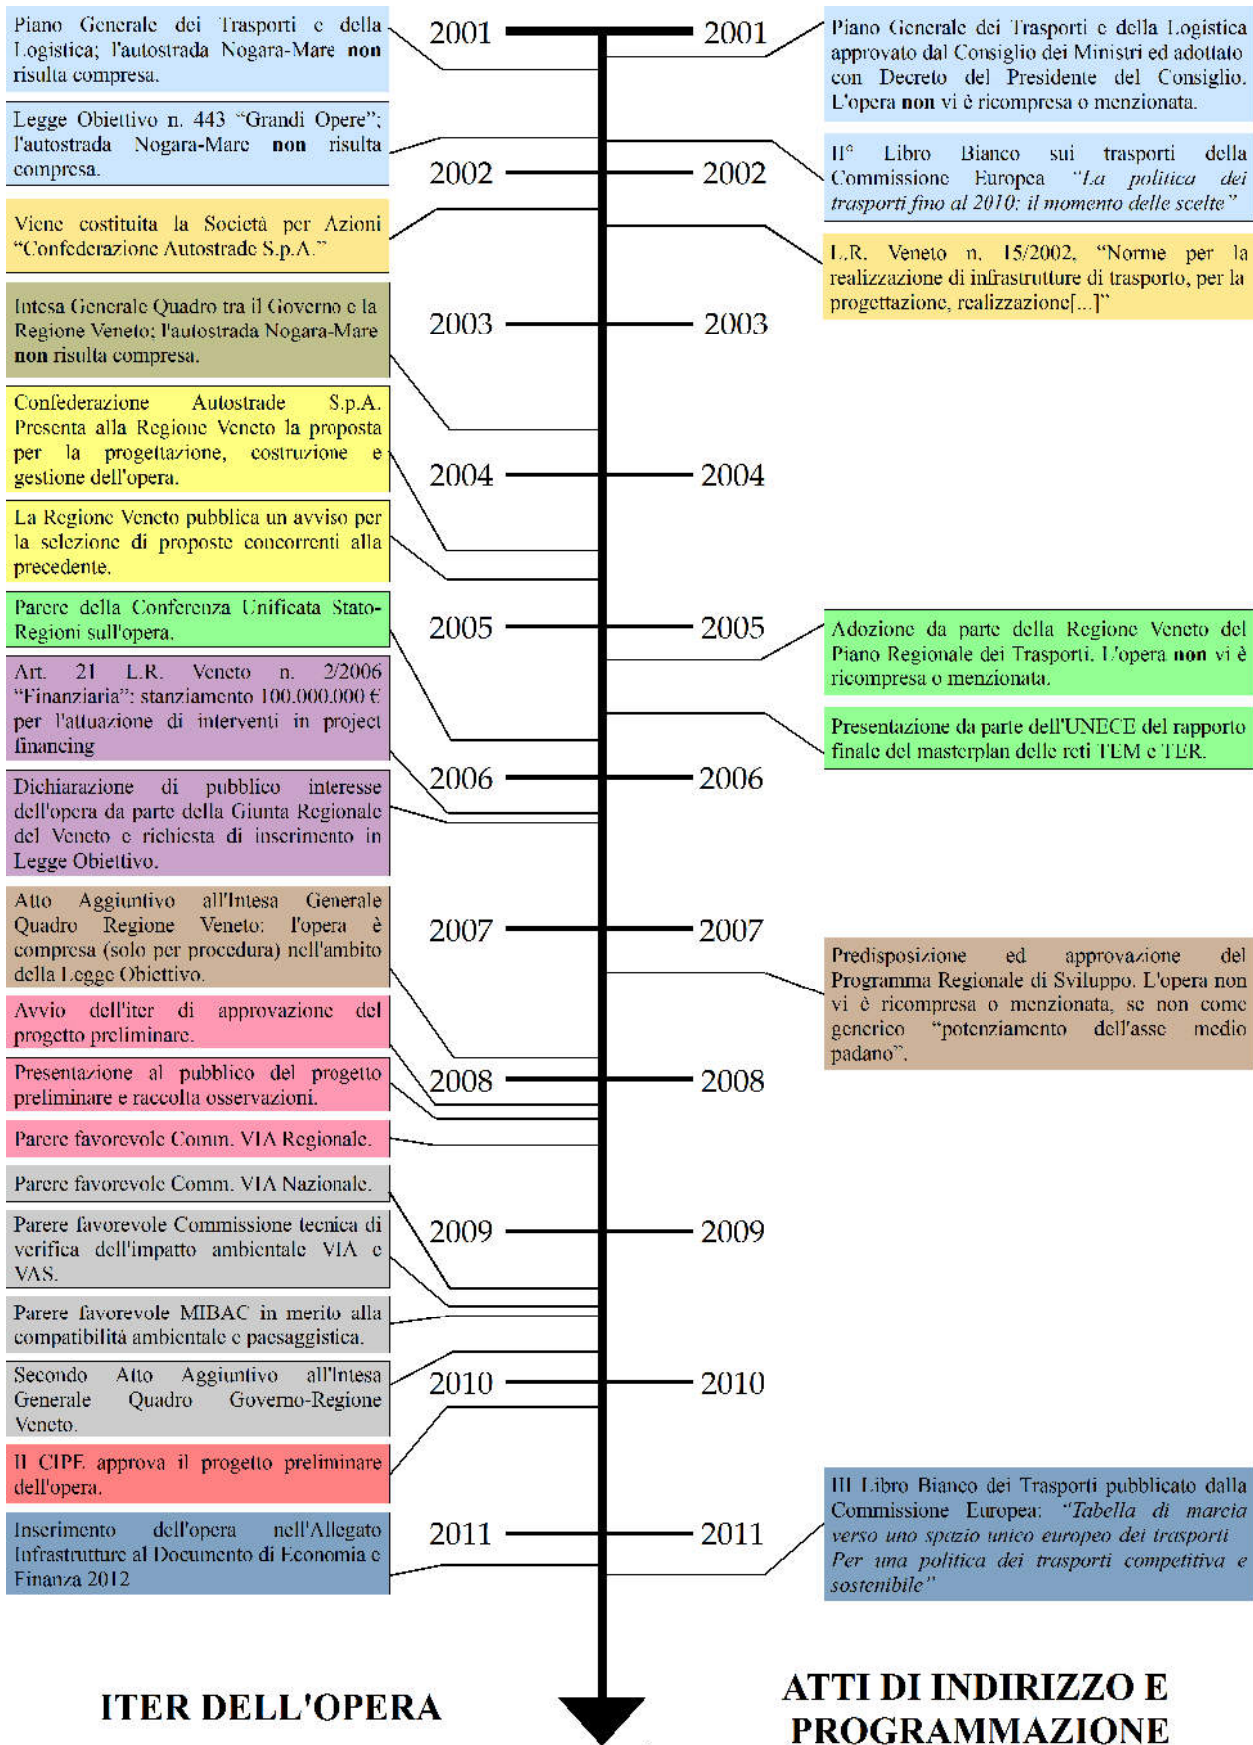 Piano Generale dei Trasporti e della
Logistica; l'autostrada Nogara-Mare non
risulta compresa.
Legge Obiettivo n. 443 “Grandi Opere”;
l'autostrada Nogara-Mare non risulta
compresa.
Viene costituita la Società per Azioni
“Confederazione Autostrade S.p.A.”
Intesa Generale Quadro tra il Governo e la
Regione Veneto; l'autostrada Nogara-Mare
non risulta compresa.
Confederazione Autostrade S.p.A.
Presenta alla Regione Veneto la proposta
per la progettazione, costruzione e
gestione dell'opera.
La Regione Veneto pubblica un avviso per
la selezione di proposte concorrenti alla
precedente.
Parere della Conferenza Unificata Stato-
Regioni sull'opera.
Art. 21 L.R. Veneto n. 2/2006
“Finanziaria”: stanziamento 100.000.000 €
per l'attuazione di interventi in project
financing
Dichiarazione di pubblico interesse
dell'opera da parte della Giunta Regionale
del Veneto e richiesta di inserimento in
Legge Obiettivo.
Atto Aggiuntivo all'Intesa Generale
Quadro Regione Veneto: l'opera è
compresa (solo per procedura) nell'ambito
della Legge Obiettivo.
Avvio dell'iter di approvazione del
progetto preliminare.
Presentazione al pubblico del progetto
preliminare e raccolta osservazioni.
Parere favorevole Comm. VIA Regionale.
Parere favorevole Comm. VIA Nazionale.
Parere favorevole Commissione tecnica di
verifica dell'impatto ambientale VIA e
VAS.
Parere favorevole MIBAC in merito alla
compatibilità ambientale e paesaggistica.
Secondo Atto Aggiuntivo all'Intesa
Generale Quadro Governo-Regione
Veneto.
Il CIPE approva il progetto preliminare
dell'opera.
Inserimento dell'opera nell'Allegato
Infrastrutture al Documento di Economia e
Finanza 2012
2001 2001
2002 2002
2003 2003
2004 2004
2005 2005
2006 2006
2007 2007
2008 2008
2009 2009
2010 2010
2011 2011
Piano Generale dei Trasporti e della Logistica
approvato dal Consiglio dei Ministri ed adottato
con Decreto del Presidente del Consiglio.
L'opera non vi è ricompresa o menzionata.
II° Libro Bianco sui trasporti della
Commissione Europea “La politica dei
trasporti fino al 2010: il momento delle scelte”
L.R. Veneto n. 15/2002, “Norme per la
realizzazione di infrastrutture di trasporto, per la
progettazione, realizzazione[...]”
Adozione da parte della Regione Veneto del
Piano Regionale dei Trasporti. L'opera non vi è
ricompresa o menzionata.
Presentazione da parte dell'UNECE del rapporto
finale del masterplan delle reti TEM e TER.
Predisposizione ed approvazione del
Programma Regionale di Sviluppo. L'opera non
vi è ricompresa o menzionata, se non come
generico “potenziamento dell'asse medio
padano”.
III Libro Bianco dei Trasporti pubblicato dalla
Commissione Europea: “Tabella di marcia
verso uno spazio unico europeo dei trasporti
Per una politica dei trasporti competitiva e
sostenibile”
ITER DELL'OPERA
ATTI DI INDIRIZZO E
PROGRAMMAZIONE